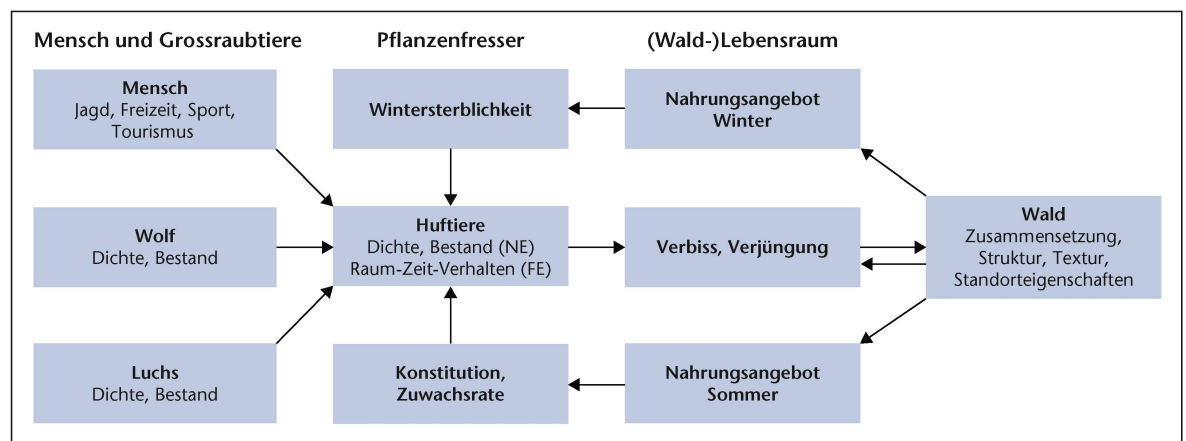 Mensch und Grossraubtiere
Pflanzenfresser
(Wald-)Lebensraum
Mensch
Jagd, Freizeit, Sport,
Tourismus
Wintersterblichkeit
Nahrungsangebot
Winter
Wolf
Dichte, Bestand
Huftiere
Dichte, Bestand (NE)
Raum-Zeit-Verhalten (FE)
Verbiss, Verjüngung
Wald
Zusammensetzung,
Struktur, Textur,
Standorteigenschaften
Luchs
Dichte, Bestand
Konstitution,
Zuwachsrate
Nahrungsangebot
Sommer